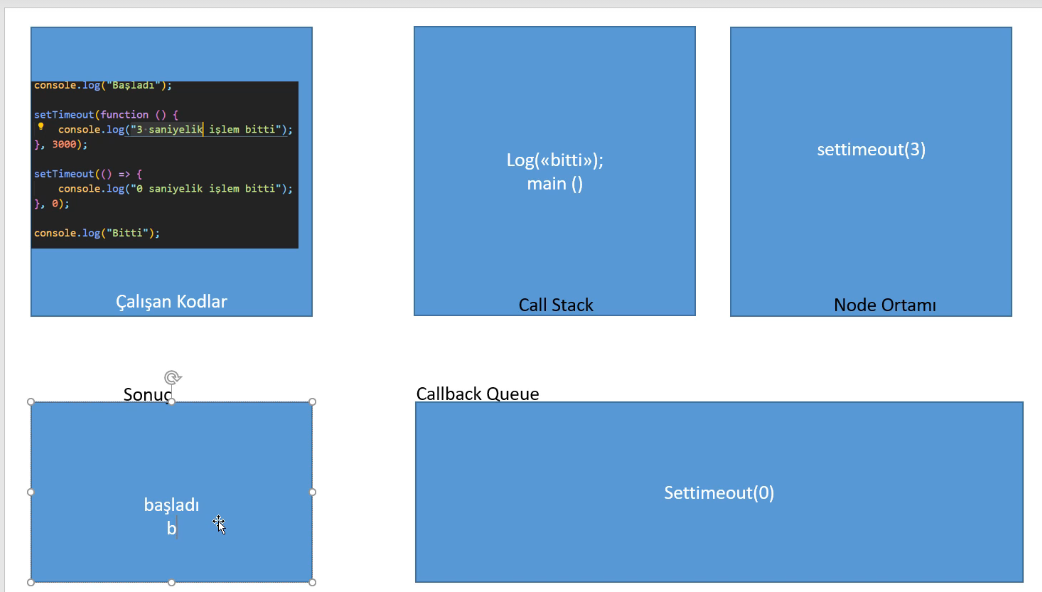 console.log("Başladı");
setTimeout(function () {
console.log("3 saniyelik işlem bitti");
}, 3000);
setTimeout(() => {
console.log("0 saniyelik işlem bitti");
}, 0);
console.log("Bitti");
Çalışan Kodlar
Log(«bitti»);
main ()
Call Stack
settimeout(3)
Node Ortamı
Sonuç
başladı
b
Callback Queue
Settimeout(0)